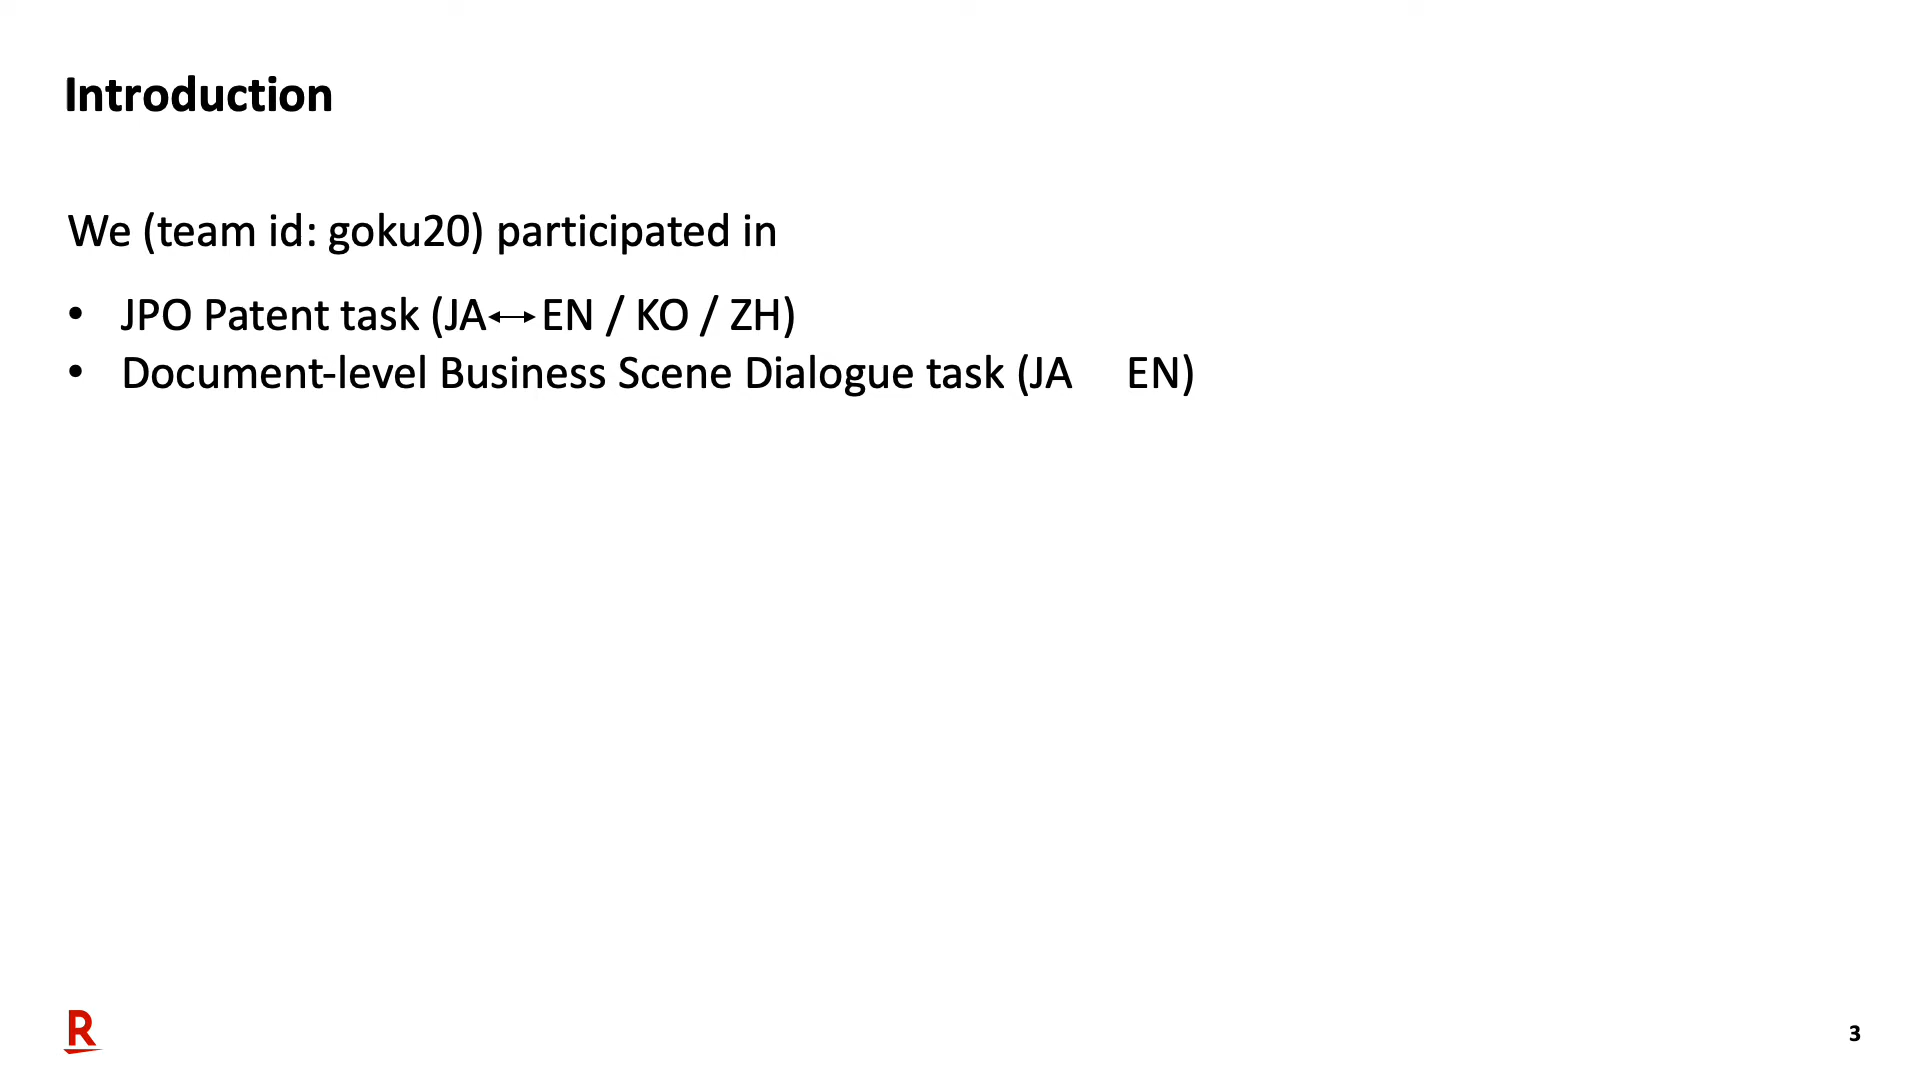 Introduction
We (team id: goku20) participated in
• JPO Patent task (JA↔EN / KO / ZH)
• Document-level Business Scene Dialogue task (JA EN)
R
3